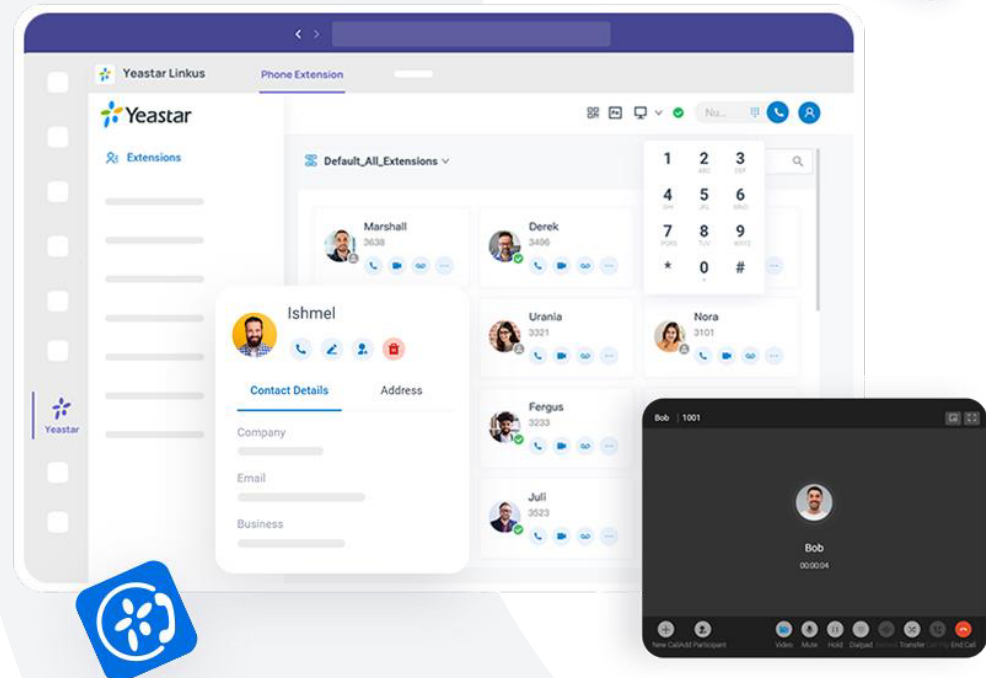 Yeastar Linkus
Phone Extension
Yeastar
Nu...
Extensions
Default_All_Extensions
1 2 3
ABC DEF
4 5 6
GHI JKL MNO
7 8 9
PQRS TUV WXYZ
* 0 #
Marshall
3638
Derek
3496
Ishmel
Urania
3321
Nora
3101
Contact Details
Address
Company
Email
Business
Fergus
3233
Juli
3523
Yeastar
Bob | 1001
Bob
00:00:04
New Call
Add Participant
Video
Mute
Hold
Dialpad
Transfer
End Call